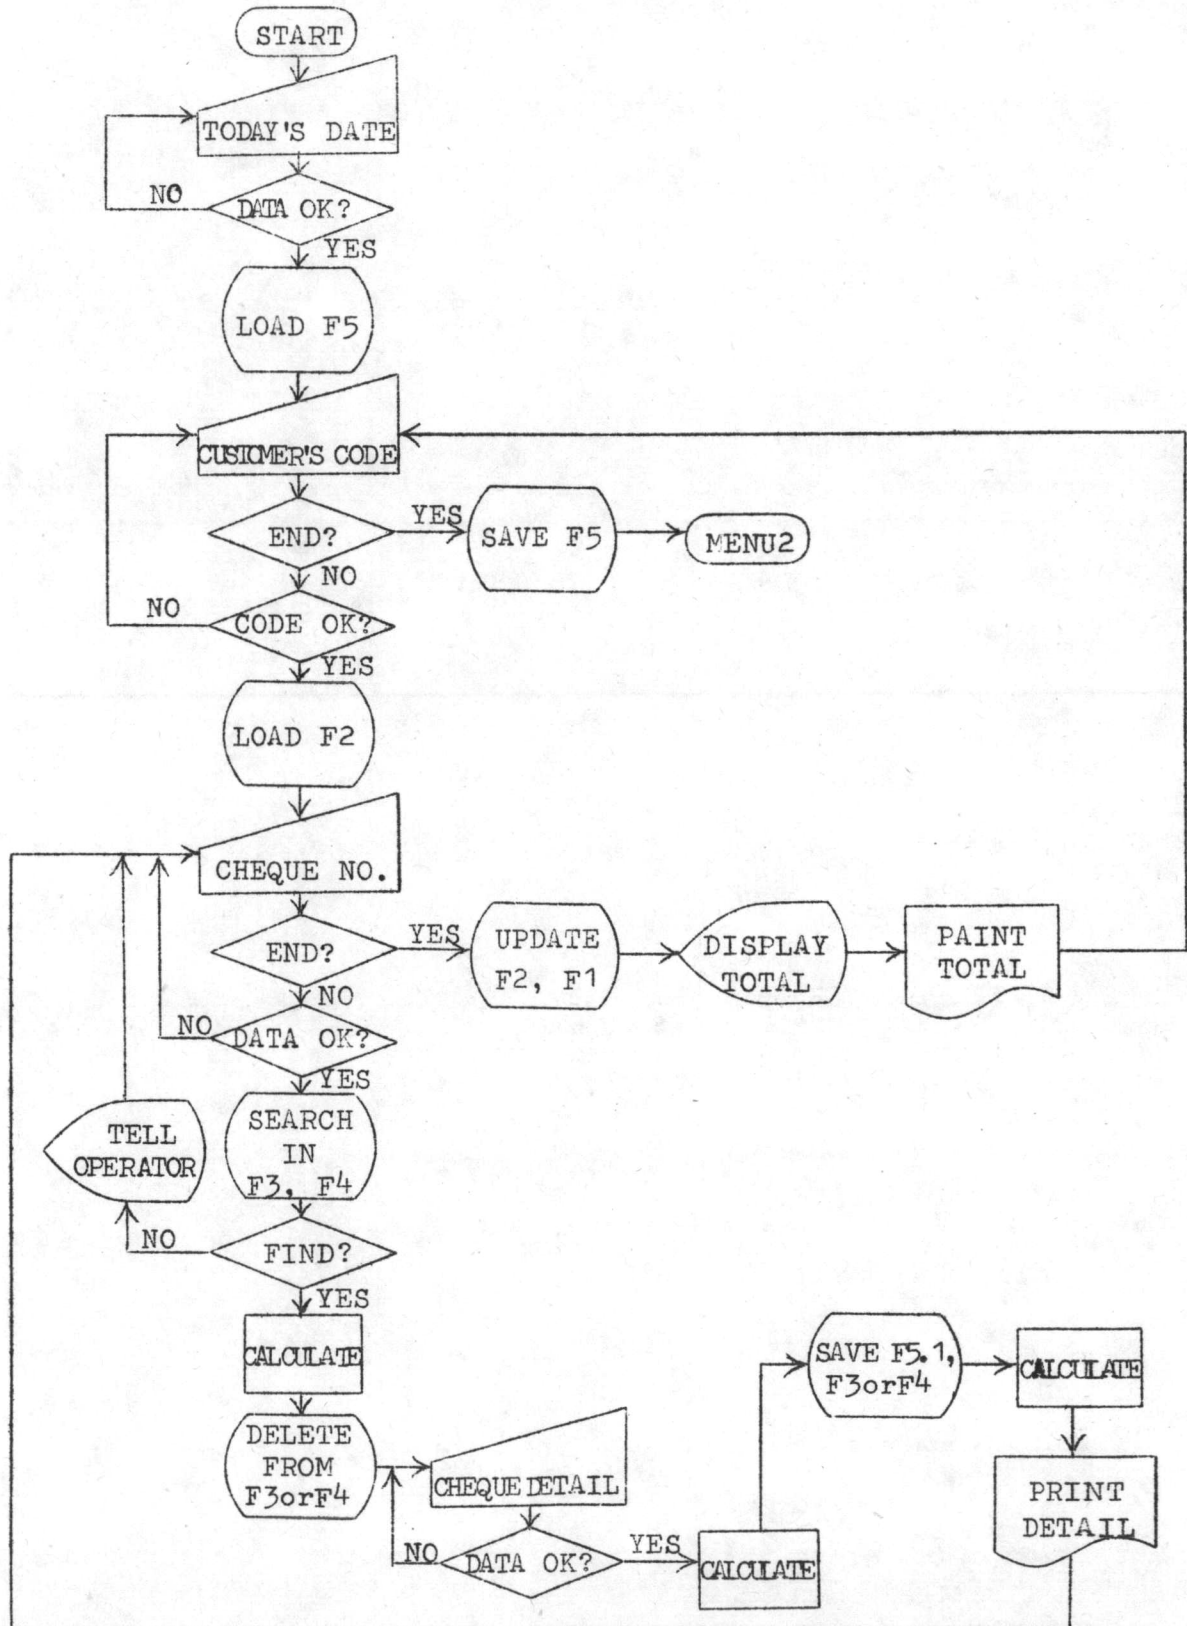 START
TODAY'S DATE
NO
DATA OK?
YES
LOAD F5
CUSTOMER'S CODE
END?
YES
SAVE F5
MENU2
NO
NO
CODE OK?
YES
LOAD F2
CHEQUE NO.
END?
YES
UPDATE
F2, F1
DISPLAY
TOTAL
PAINT
TOTAL
NO
NO
DATA OK?
YES
TELL
OPERATOR
SEARCH
IN
F3, F4
NO
FIND?
YES
CALCULATE
DELETE
FROM
F3orF4
CHEQUE DETAIL
NO
DATA OK?
YES
CALCULATE
SAVE F5.1,
F3orF4
CALCULATE
PRINT
DETAIL